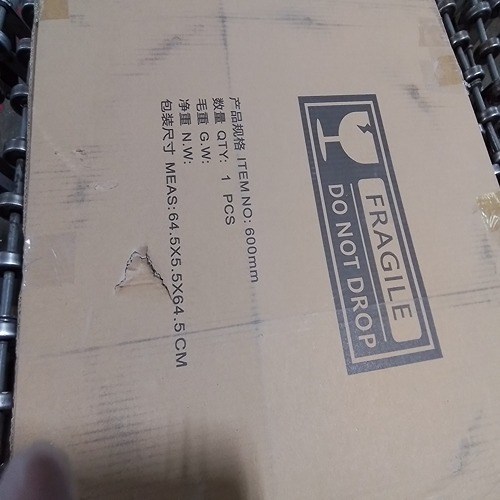 产品规格 ITEM NO: 600mm
数量 QTY: 1 PCS
毛重 G.W:
净重 N.W:
包装尺寸 MEAS: 64.5X5.5X64.5CM
FRAGILE
DO NOT DROP